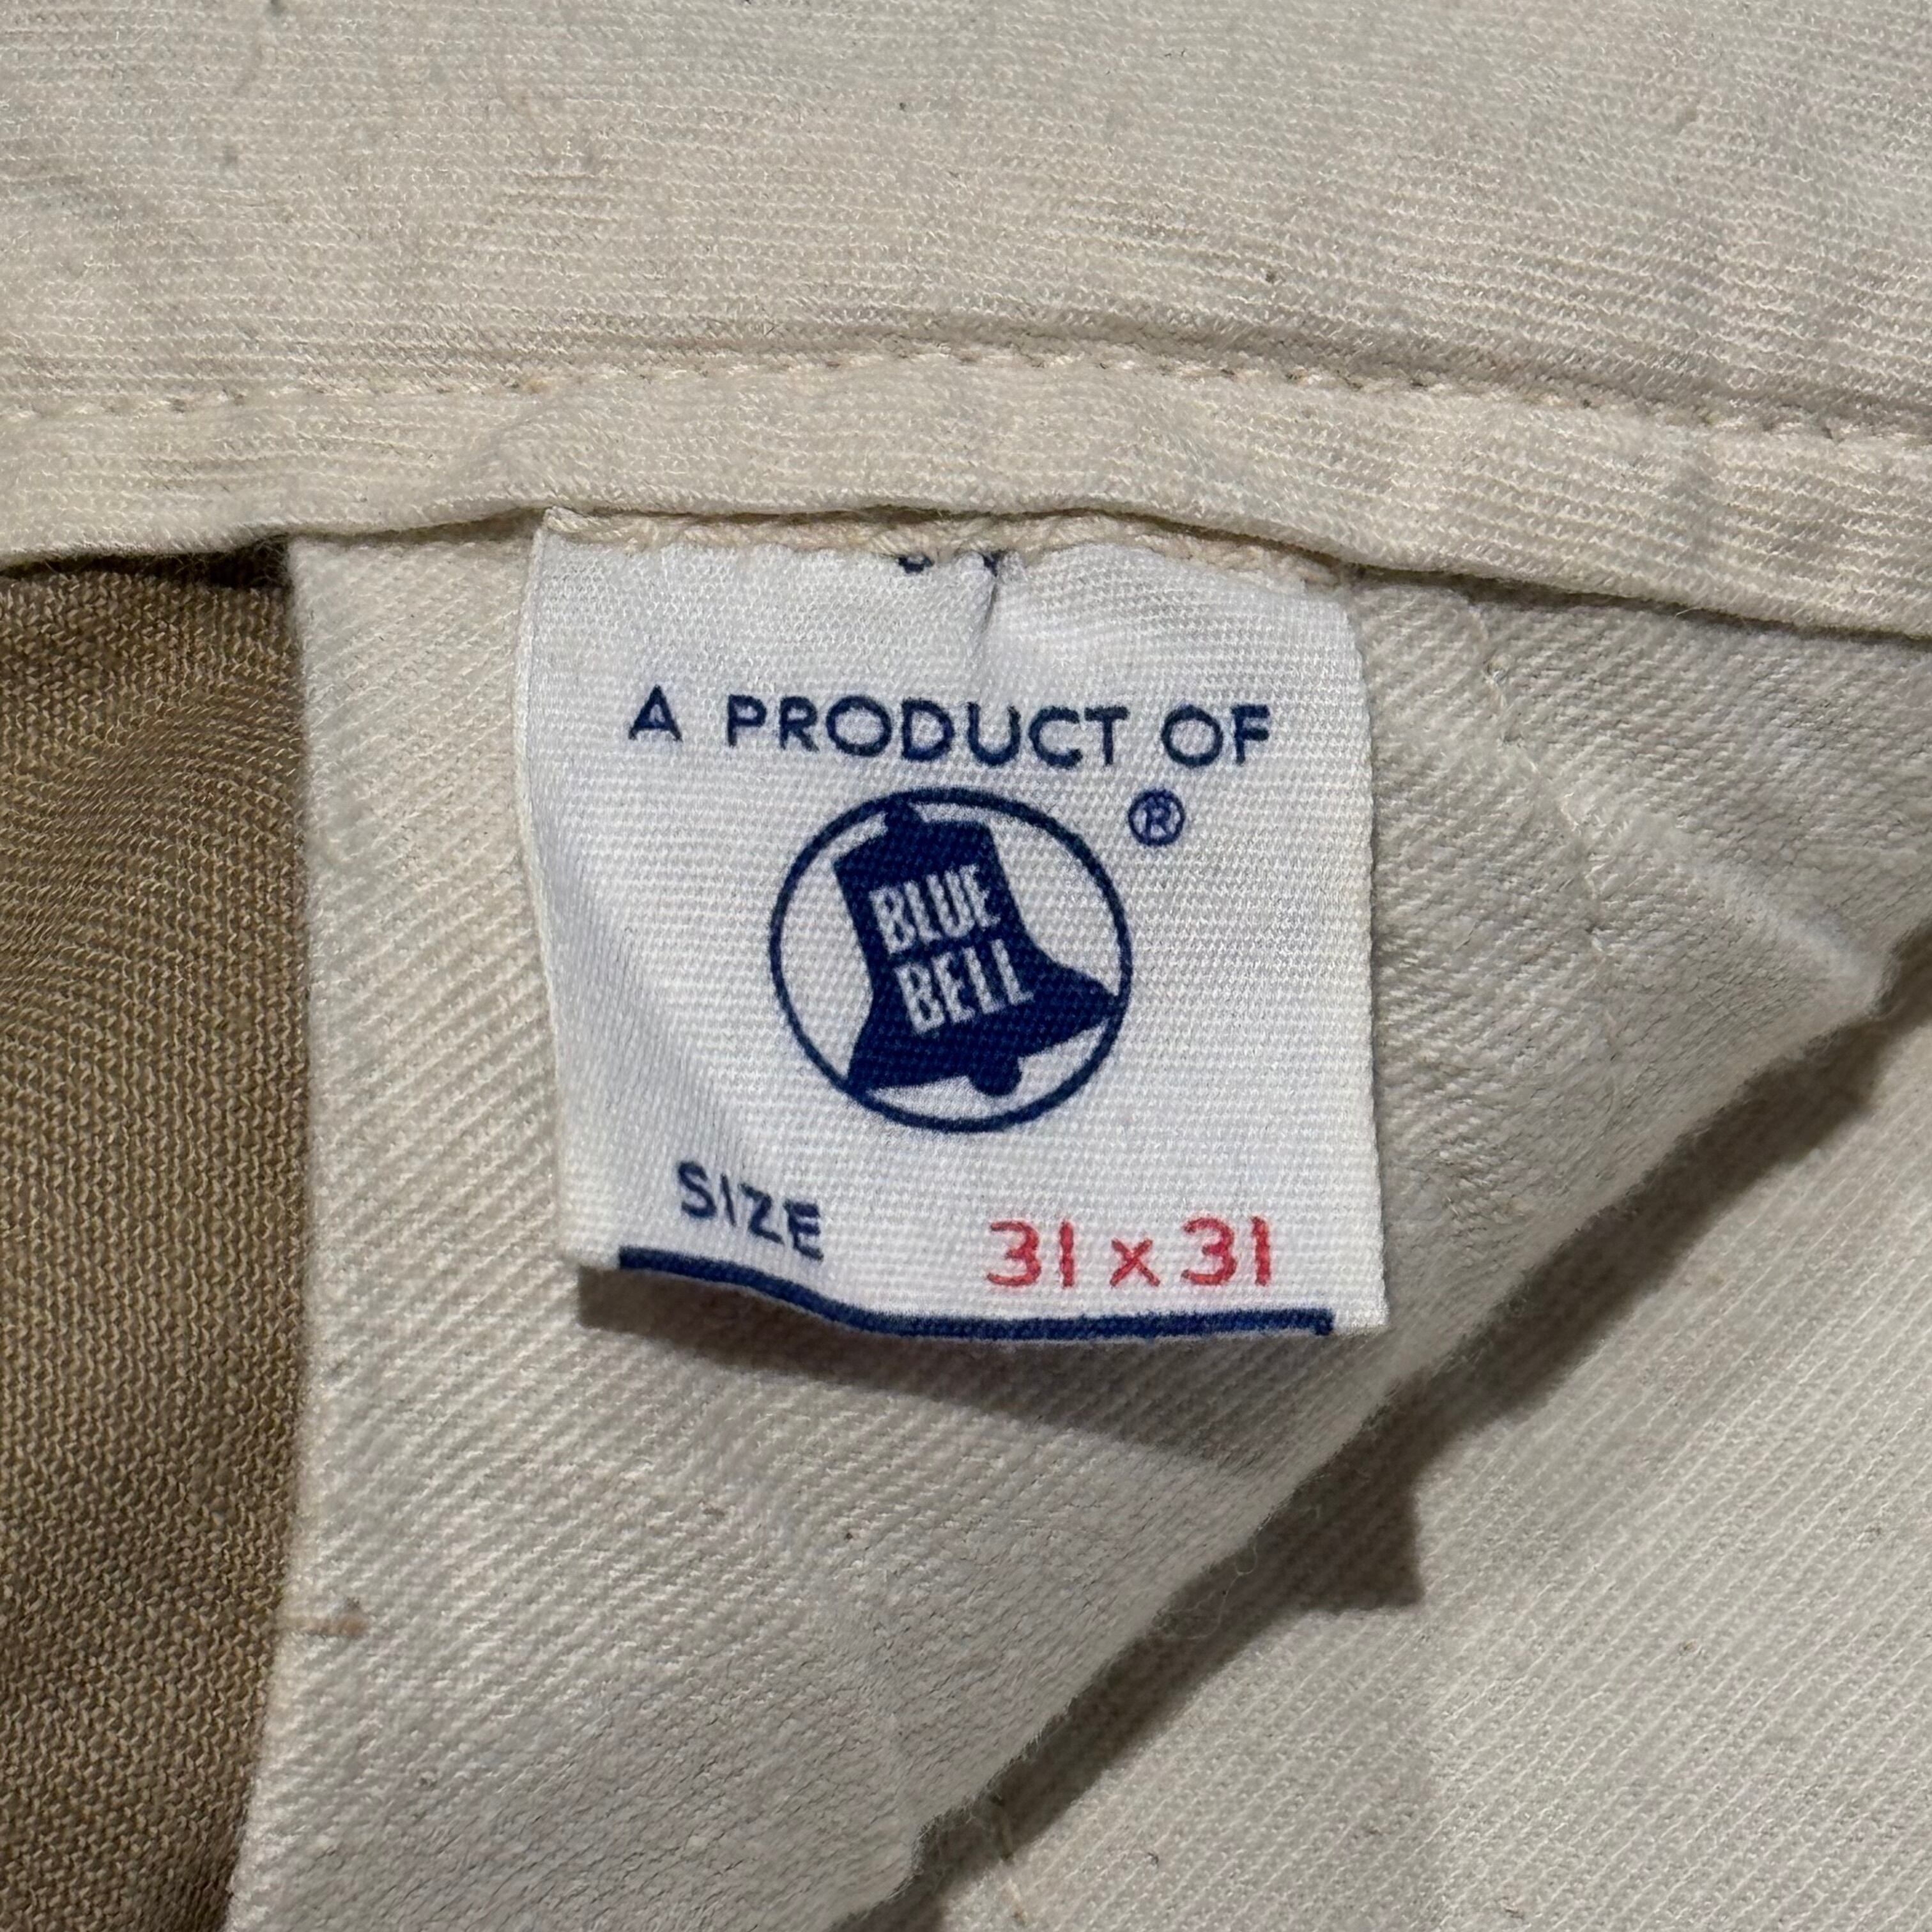 A PRODUCT OF
®
BLUE
BELL
SIZE 31 x 31